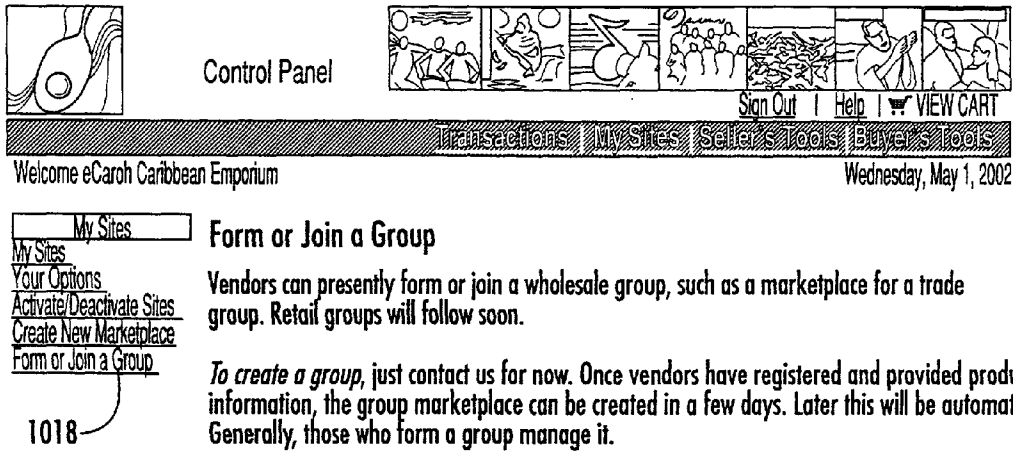 Control Panel
Sign Out | Help | VIEW CART
Transactions | My Sites | Seller's Tools | Buyer's Tools
Welcome eCaroh Caribbean Emporium
Wednesday, May 1, 2002
My Sites
My Sites
Your Options
Activate/Deactivate Sites
Create New Marketplace
Form or Join a Group
1018
Form or Join a Group
Vendors can presently form or join a wholesale group, such as a marketplace for a trade
group. Retail groups will follow soon.
To create a group, just contact us for now. Once vendors have registered and provided produ
information, the group marketplace can be created in a few days. Later this will be automat
Generally, those who form a group manage it.